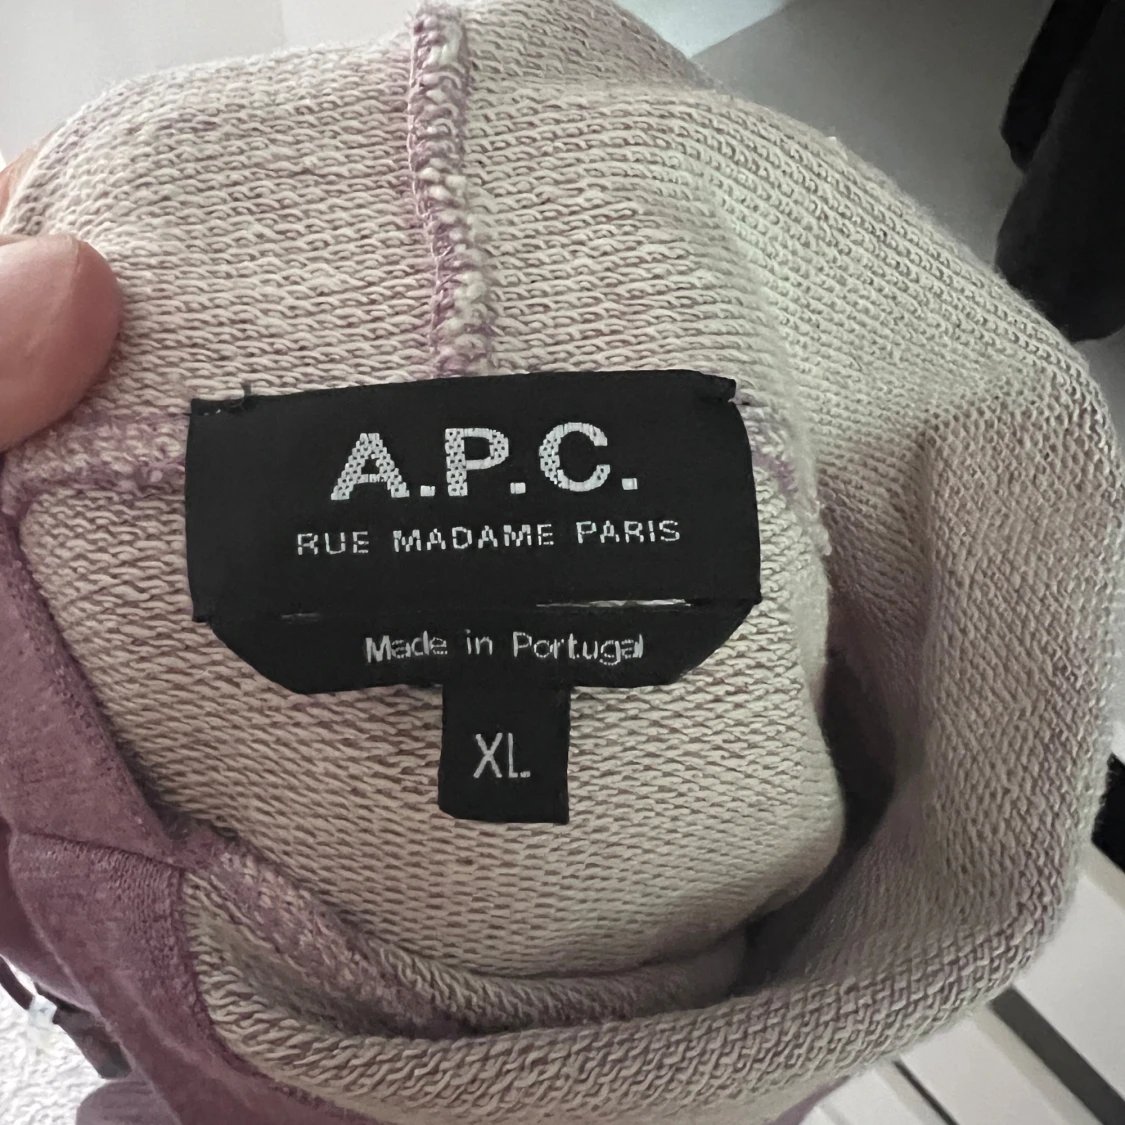 A.P.C.
RUE MADAME PARIS
Made in Portugal
XL